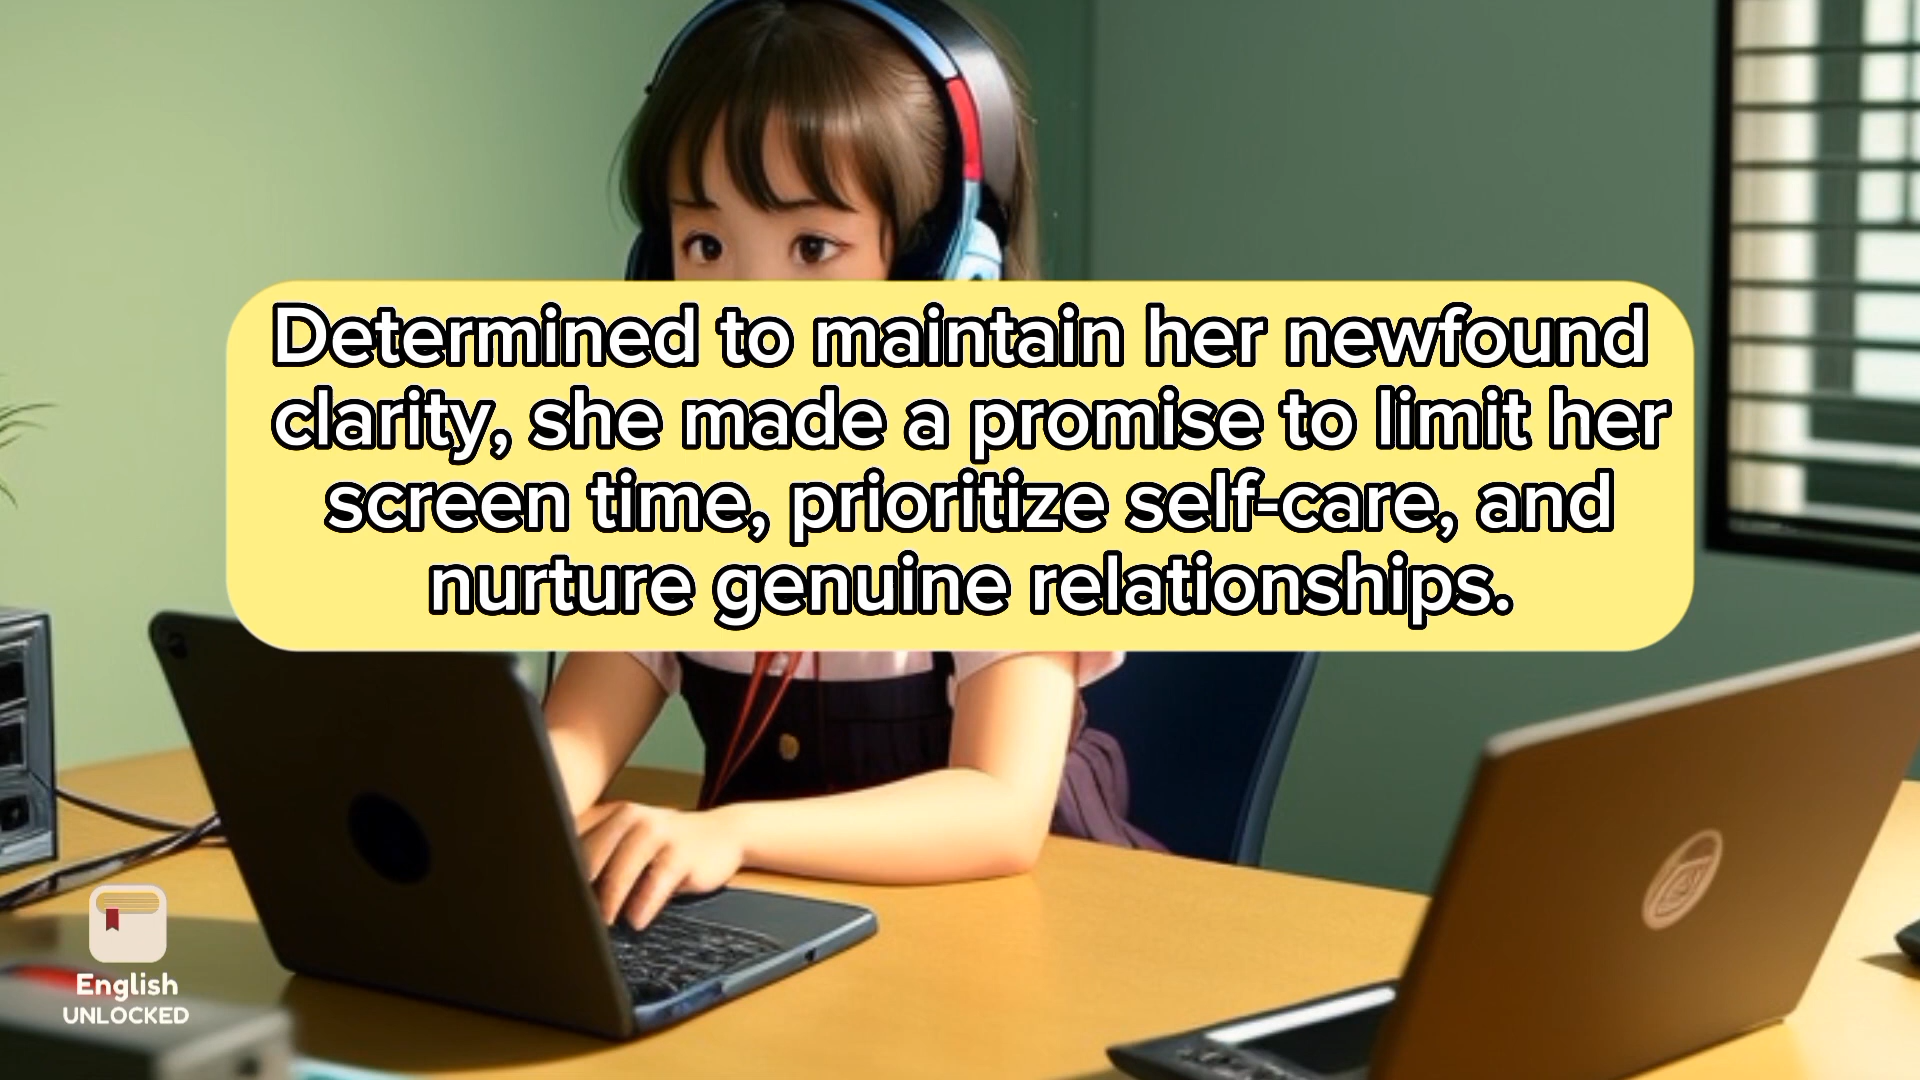 Determined to maintain her newfound
clarity, she made a promise to limit her
screen time, prioritize self-care, and
nurture genuine relationships.
English
UNLOCKED